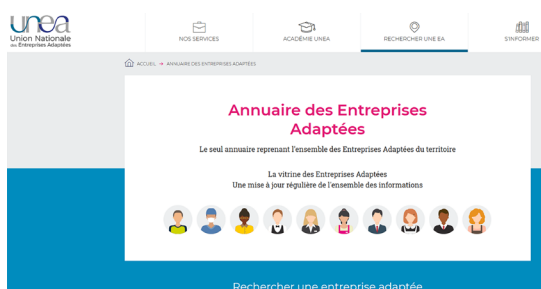 unea
Union Nationale
des Entreprises Adaptées
NOS SERVICES
ACADÉMIE UNEA
RECHERCHER UNE EA
S'INFORMER
ACCUEIL → ANNUAIRE DES ENTREPRISES ADAPTÉES
Annuaire des Entreprises
Adaptées
Le seul annuaire reprenant l'ensemble des Entreprises Adaptées du territoire
La vitrine des Entreprises Adaptées
Une mise à jour régulière de l'ensemble des informations
Rechercher une entreprise adaptée